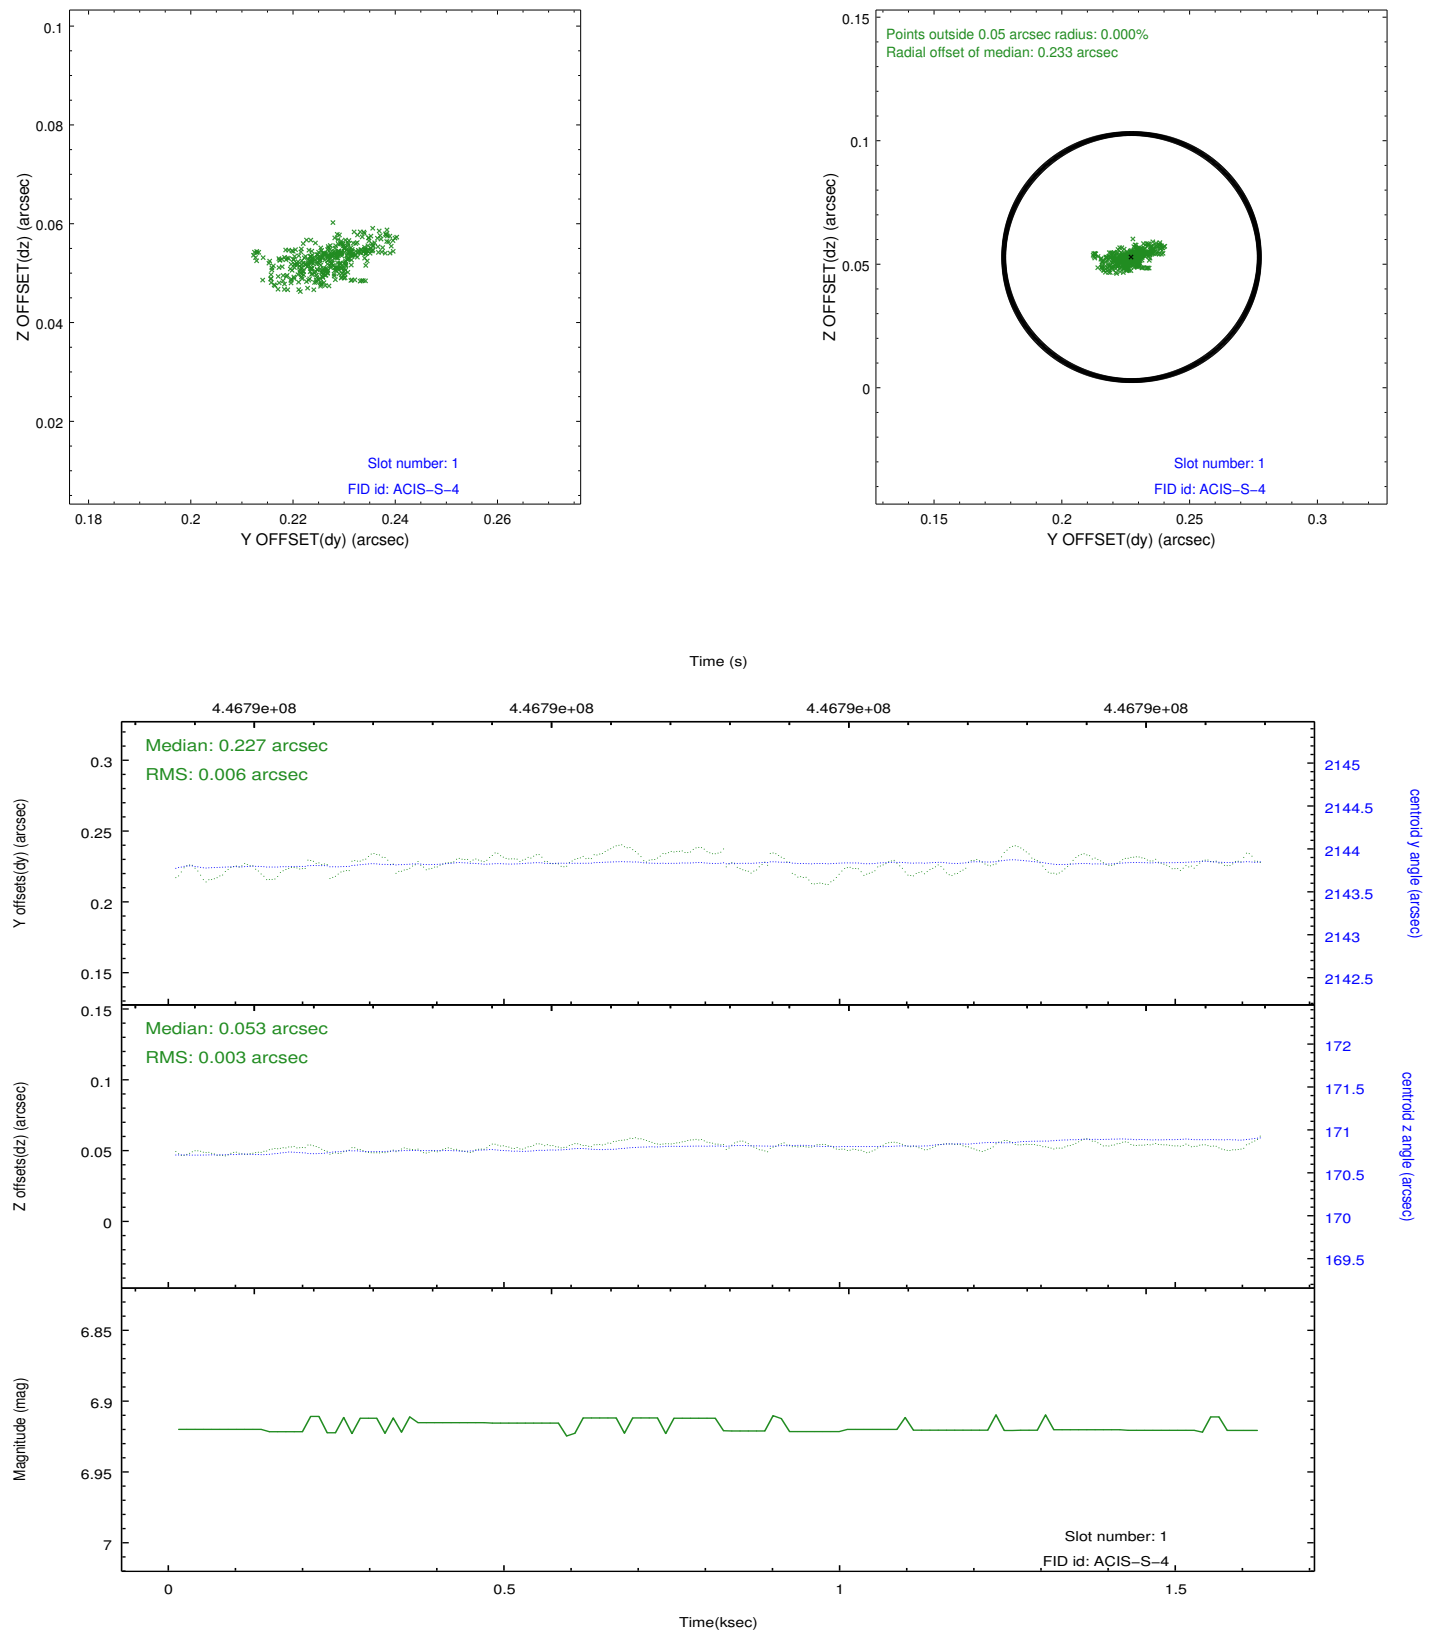 0.1
0.08
0.06
0.04
0.02
Z OFFSET(dz) (arcsec)
Slot number: 1
FID id: ACIS−S−4
0.18 0.2 0.22 0.24 0.26
Y OFFSET(dy) (arcsec)
Points outside 0.05 arcsec radius: 0.000%
Radial offset of median: 0.233 arcsec
0.15
0.1
0.05
0
Z OFFSET(dz) (arcsec)
Slot number: 1
FID id: ACIS−S−4
0.15 0.2 0.25 0.3
Y OFFSET(dy) (arcsec)
Time (s)
4.4679e+08 4.4679e+08 4.4679e+08 4.4679e+08
Median: 0.227 arcsec
RMS: 0.006 arcsec
0.3
0.25
0.2
0.15
Y offsets(dy) (arcsec)
2145
2144.5
2144
2143.5
2143
2142.5
centroid y angle (arcsec)
Median: 0.053 arcsec
RMS: 0.003 arcsec
0.15
0.1
0.05
0
Z offsets(dz) (arcsec)
172
171.5
171
170.5
170
169.5
centroid z angle (arcsec)
6.85
6.9
6.95
7
Magnitude (mag)
Slot number: 1
FID id: ACIS−S−4
0 0.5 1 1.5
Time(ksec)